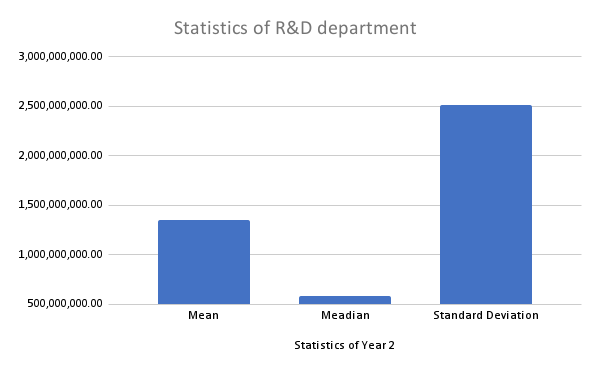 Statistics of R&D department
3,000,000,000.00
2,500,000,000.00
2,000,000,000.00
1,500,000,000.00
1,000,000,000.00
500,000,000.00
Mean Meadian Standard Deviation
Statistics of Year 2